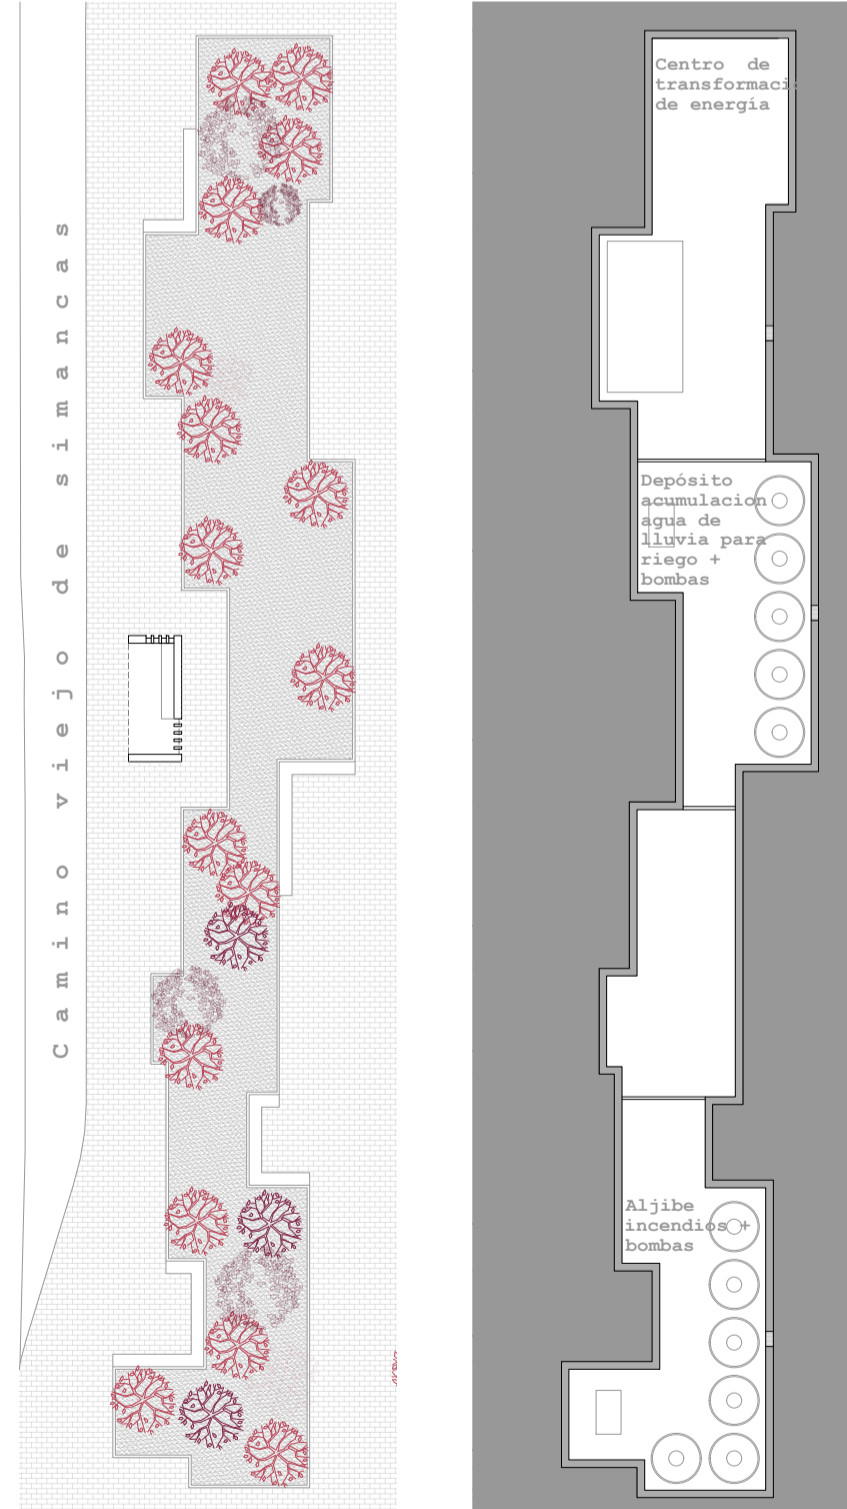 Camino viejo de simancas
Centro de
transformaci
de energía
Depósito
acumulacion
agua de
lluvia para
riego +
bombas
Aljibe
incendios +
bombas